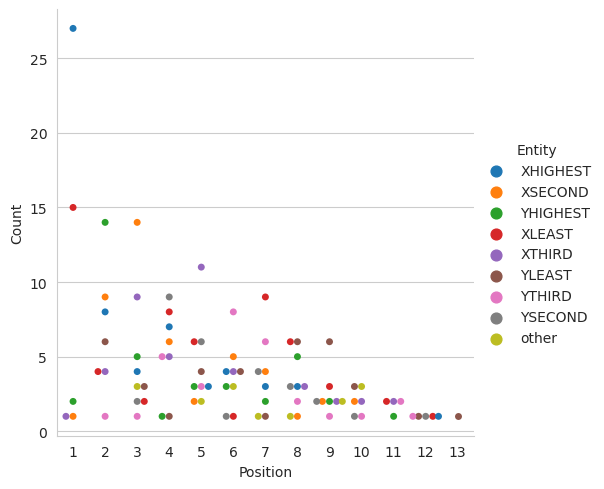 25
20
15
10
5
0
Count
1 2 3 4 5 6 7 8 9 10 11 12 13
Position
Entity
XHIGHEST
XSECOND
YHIGHEST
XLEAST
XTHIRD
YLEAST
YTHIRD
YSECOND
other